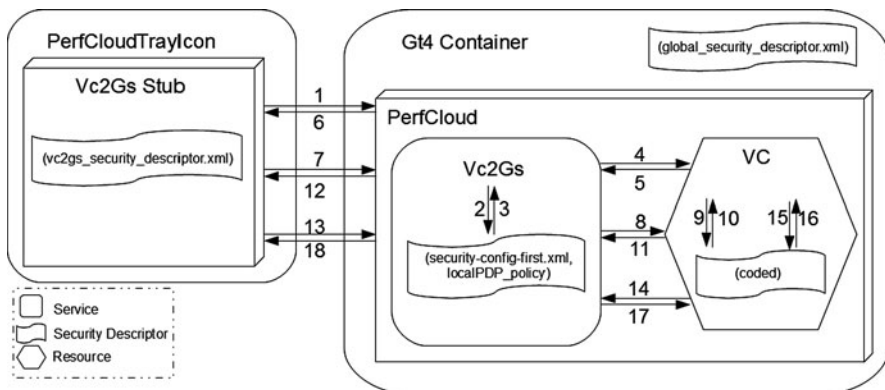 PerfCloudTrayIcon
Vc2Gs Stub
(vc2gs_security_descriptor.xml)
Gt4 Container
(global_security_descriptor.xml)
1
6
7
12
13
18
PerfCloud
Vc2Gs
2 3
(security-config-first.xml,
localPDP_policy)
4
5
8
11
14
17
VC
9 10 15 16
(coded)
Service
Security Descriptor
Resource